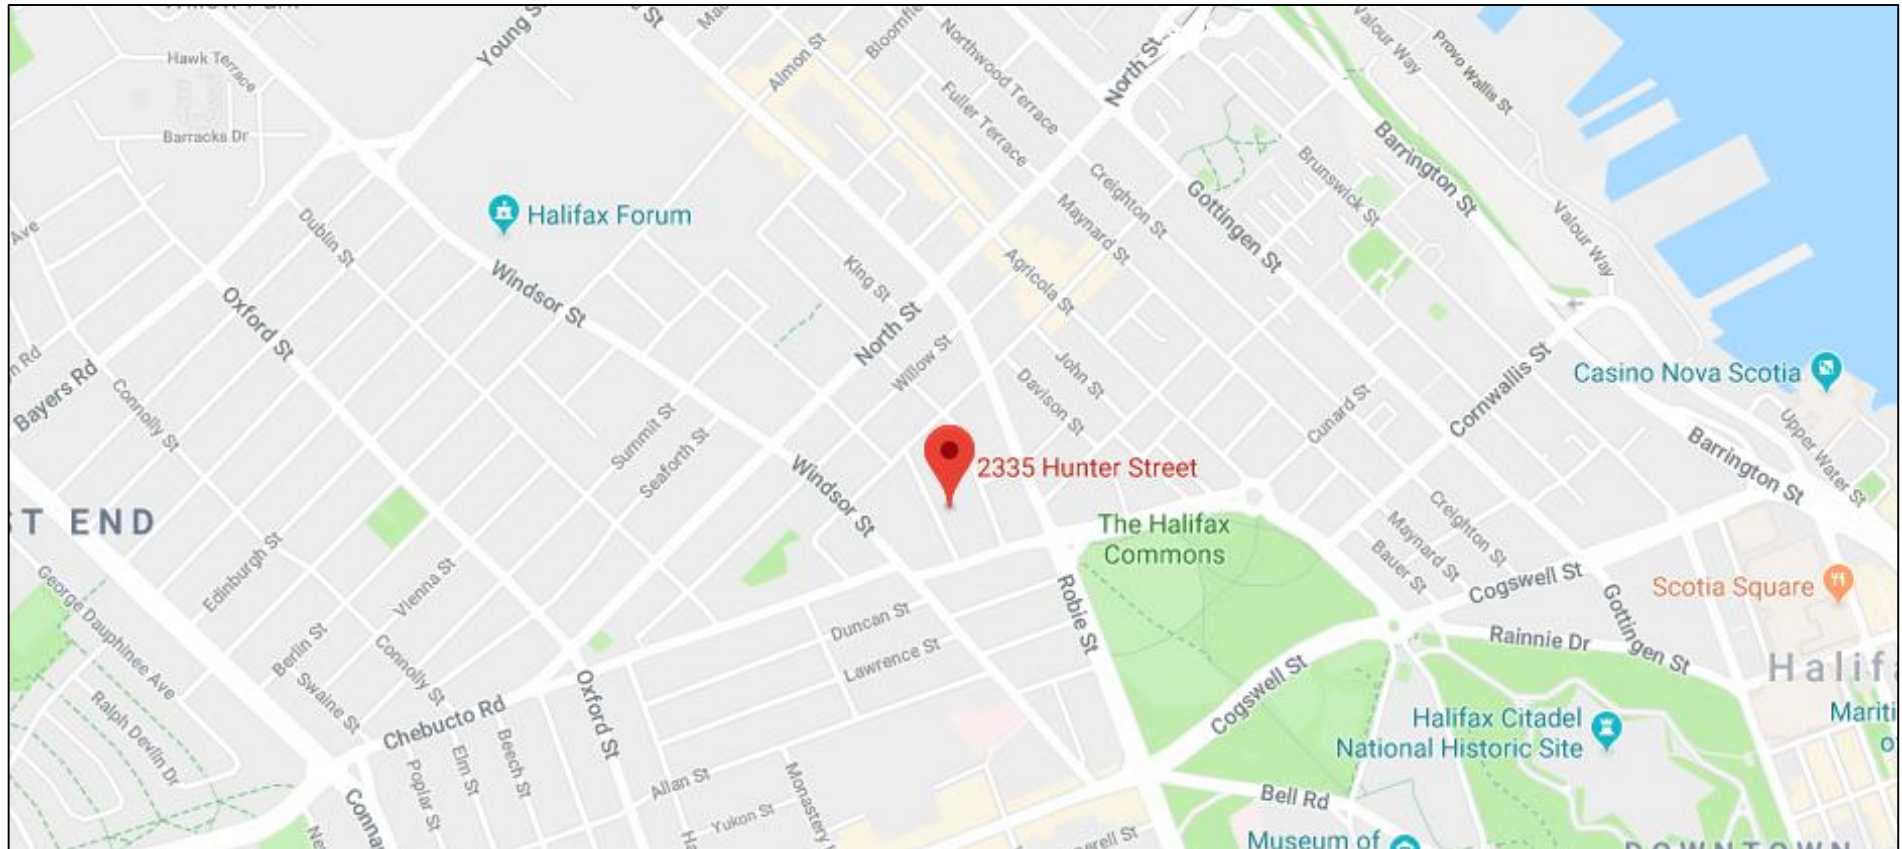 Young S
St
Almon St
Northwood Terrace
North St
Valour Way
Provo Wallis St
Hawk Terrace
Barracks Dr
Fuller Terrace
Barrington St
Halifax Forum
Dublin St
Creighton St
Maynard St
Gottingen St
Brunswick St
Valour Way
Ave
Windsor St
Oxford St
King St
North St
Agricola St
Willow St
John St
Davison St
Cornwallis St
Casino Nova Scotia
n Rd
Bayers Rd
Connolly St
Summit St
Seaforth St
Cunard St
Upper Water St
Barrington St
Windsor St
2335 Hunter Street
ST END
The Halifax
Commons
Creighton St
Maynard St
Bauer St
Cogswell St
Scotia Square
Edinburgh St
Vienna St
George Dauphinee Ave
Robie St
Duncan St
Gottingen St
Rainnie Dr
Berlin St
Connolly St
Swaine St
Lawrence St
Halif
Oxford St
Cogswell St
Chebucto Rd
Ralph Devlin Dr
Halifax Citadel
National Historic Site
Mariti
o
Beech St
Elm St
Poplar St
Allan St
Monastery
Bell Rd
Yukon St
Connau
Museum of
DOWNTOWN